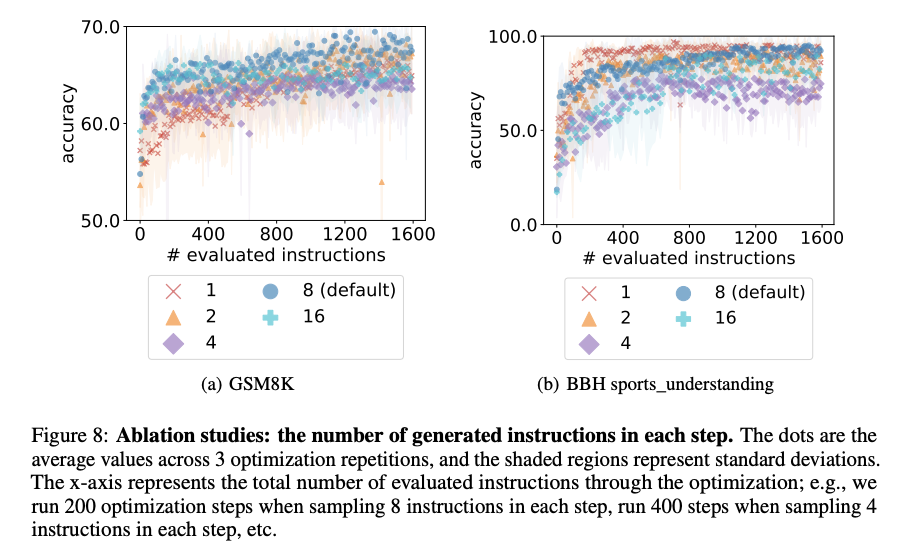 70.0
60.0
50.0
accuracy
0 400 800 1200 1600
# evaluated instructions
1 8 (default)
2 16
4
(a) GSM8K
100.0
50.0
0.0
accuracy
0 400 800 1200 1600
# evaluated instructions
1 8 (default)
2 16
4
(b) BBH sports_understanding
Figure 8: Ablation studies: the number of generated instructions in each step. The dots are the
average values across 3 optimization repetitions, and the shaded regions represent standard deviations.
The x-axis represents the total number of evaluated instructions through the optimization; e.g., we
run 200 optimization steps when sampling 8 instructions in each step, run 400 steps when sampling 4
instructions in each step, etc.